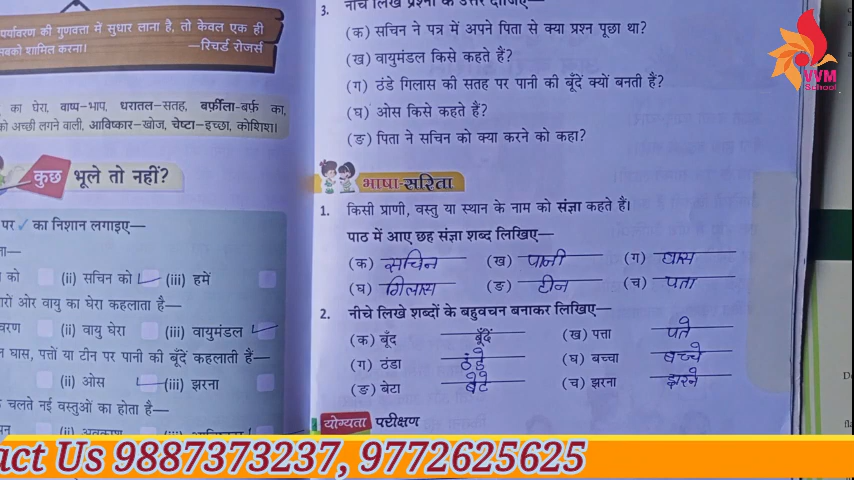 पर्यावरण की गुणवत्ता में सुधार लाना है, तो केवल एक ही
सबको शामिल करना।
—रिचर्ड रोजर्स
का घेरा, वाष्प–भाप, धरातल–सतह, बर्फ़ीला–बर्फ़ का,
को अच्छी लगने वाली, आविष्कार–खोज, चेष्टा–इच्छा, कोशिश।
कुछ भूले तो नहीं?
पर ✓ का निशान लगाइए–
को (ii) सचिन को (iii) हमें
चारों ओर वायु का घेरा कहलाता है—
(ii) वायु घेरा (iii) वायुमंडल
घास, पत्तों या टीन पर पानी की बूँदें कहलाती हैं—
(ii) ओस (iii) झरना
चलते नई वस्तुओं का होता है—
3. नीचे लिखे प्रश्नों के उत्तर दीजिए—
(क) सचिन ने पत्र में अपने पिता से क्या प्रश्न पूछा था?
(ख) वायुमंडल किसे कहते हैं?
(ग) ठंडे गिलास की सतह पर पानी की बूँदें क्यों बनती हैं?
(घ) ओस किसे कहते हैं?
(ङ) पिता ने सचिन को क्या करने को कहा?
भाषा-सरिता
1. किसी प्राणी, वस्तु या स्थान के नाम को संज्ञा कहते हैं।
पाठ में आए छह संज्ञा शब्द लिखिए—
(क) सचिन (ख) पानी (ग) घास
(घ) गिलास (ङ) टीन (च) पता
2. नीचे लिखे शब्दों के बहुवचन बनाकर लिखिए—
(क) बूँद बूँदें (ख) पत्ता पते
(ग) ठंडा ठंडे (घ) बच्चा बच्चे
(ङ) बेटा बेटे (च) झरना झरने
योग्यता परीक्षण
VVM
School
act Us 9887373237, 9772625625